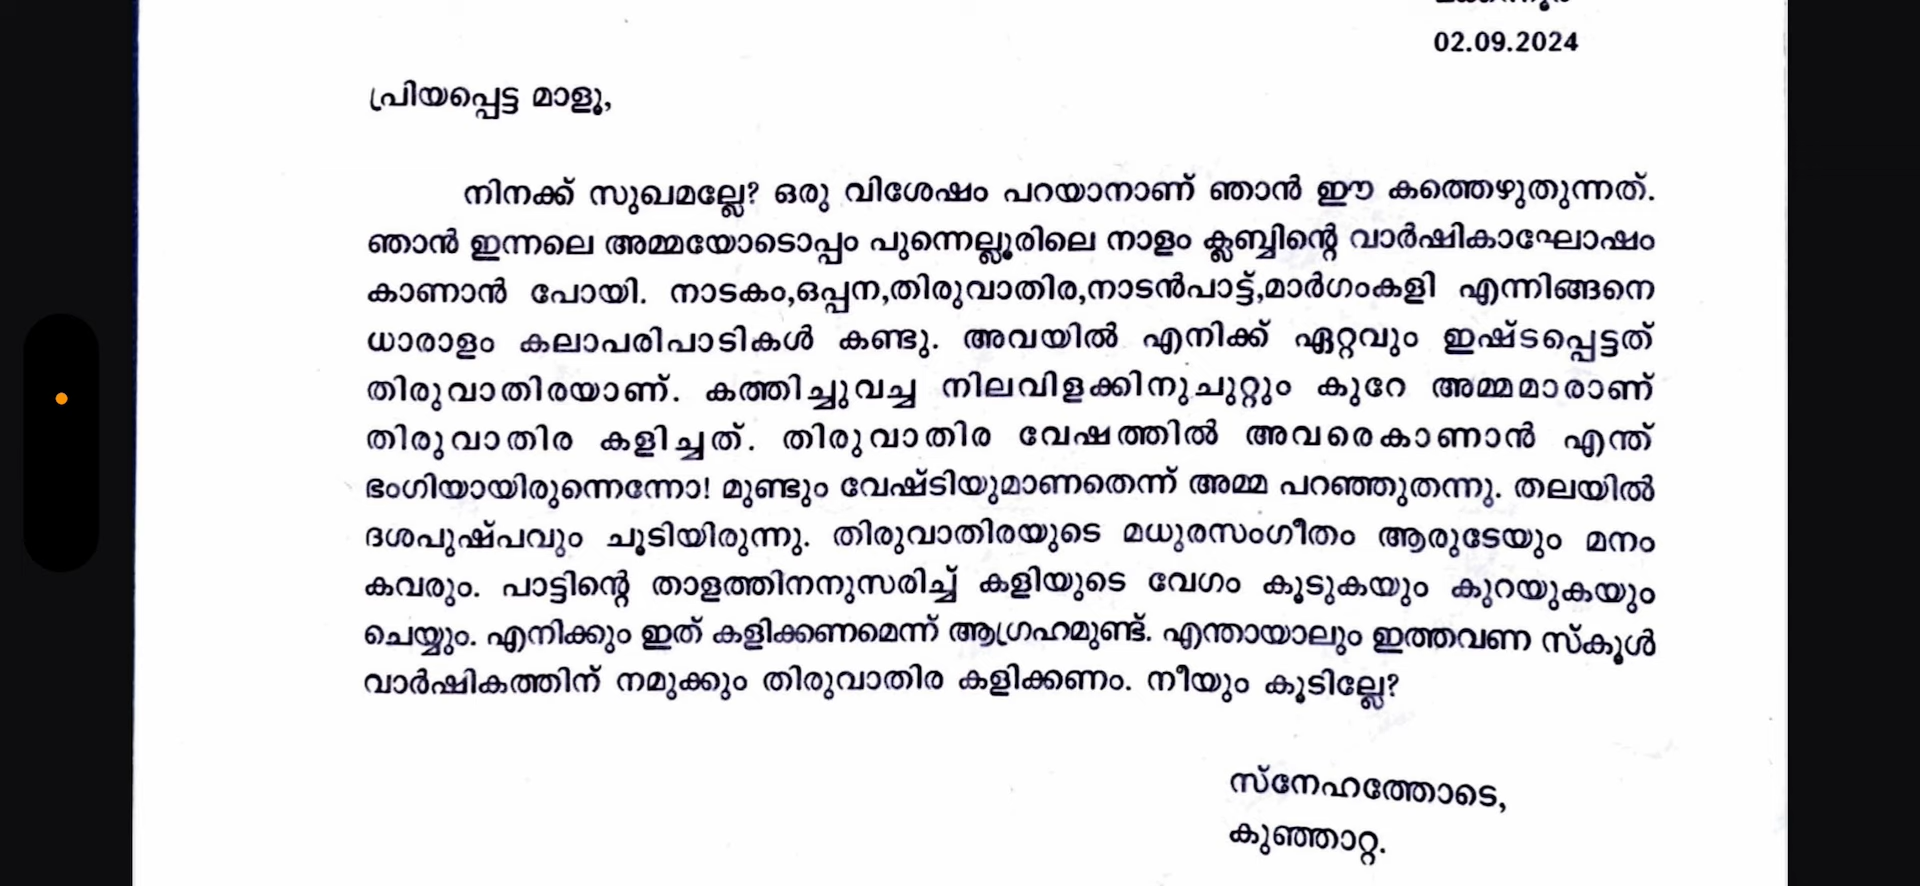 02.09.2024
പ്രിയപ്പെട്ട മാളൂ,
നിനക്ക് സുഖമല്ലേ? ഒരു വിശേഷം പറയാനാണ് ഞാൻ ഈ കത്തെഴുതുന്നത്.
ഞാൻ ഇന്നലെ അമ്മയോടൊപ്പം പുന്നെല്ലൂരിലെ നാളം ക്ലബ്ബിന്റെ വാർഷികാഘോഷം
കാണാൻ പോയി. നാടകം,ഒപ്പന,തിരുവാതിര,നാടൻപാട്ട്,മാർഗംകളി എന്നിങ്ങനെ
ധാരാളം കലാപരിപാടികൾ കണ്ടു. അവയിൽ എനിക്ക് ഏറ്റവും ഇഷ്ടപ്പെട്ടത്
തിരുവാതിരയാണ്. കത്തിച്ചുവച്ച നിലവിളക്കിനുചുറ്റും കുറേ അമ്മമാരാണ്
തിരുവാതിര കളിച്ചത്. തിരുവാതിര വേഷത്തിൽ അവരെകാണാൻ എന്ത്
ഭംഗിയായിരുന്നെന്നോ! മുണ്ടും വേഷ്ടിയുമാണതെന്ന് അമ്മ പറഞ്ഞുതന്നു. തലയിൽ
ദശപുഷ്പവും ചൂടിയിരുന്നു. തിരുവാതിരയുടെ മധുരസംഗീതം ആരുടേയും മനം
കവരും. പാട്ടിന്റെ താളത്തിനനുസരിച്ച് കളിയുടെ വേഗം കൂടുകയും കുറയുകയും
ചെയ്യും. എനിക്കും ഇത് കളിക്കണമെന്ന് ആഗ്രഹമുണ്ട്. എന്തായാലും ഇത്തവണ സ്കൂൾ
വാർഷികത്തിന് നമുക്കും തിരുവാതിര കളിക്കണം. നീയും കൂടില്ലേ?
സ്നേഹത്തോടെ,
കുഞ്ഞാറ്റ.